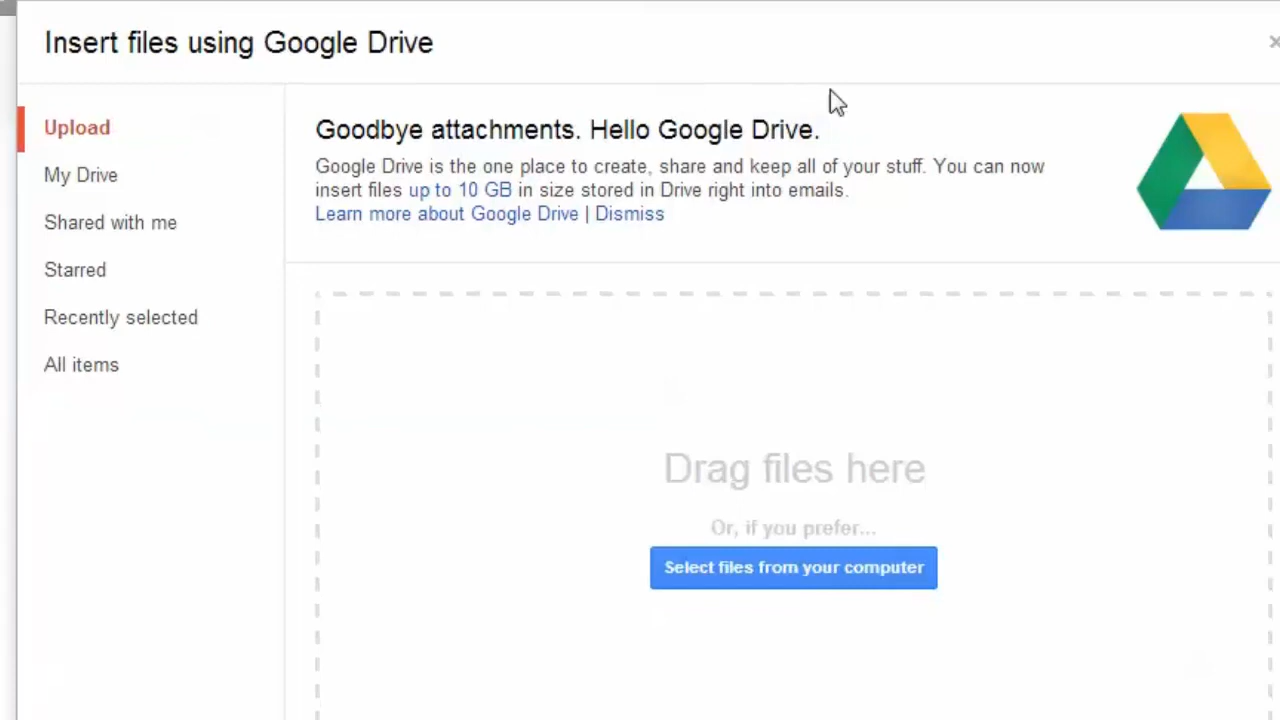 Insert files using Google Drive
Upload
My Drive
Shared with me
Starred
Recently selected
All items
Goodbye attachments. Hello Google Drive.
Google Drive is the one place to create, share and keep all of your stuff. You can now
insert files up to 10 GB in size stored in Drive right into emails.
Learn more about Google Drive | Dismiss
Drag files here
Or, if you prefer...
Select files from your computer